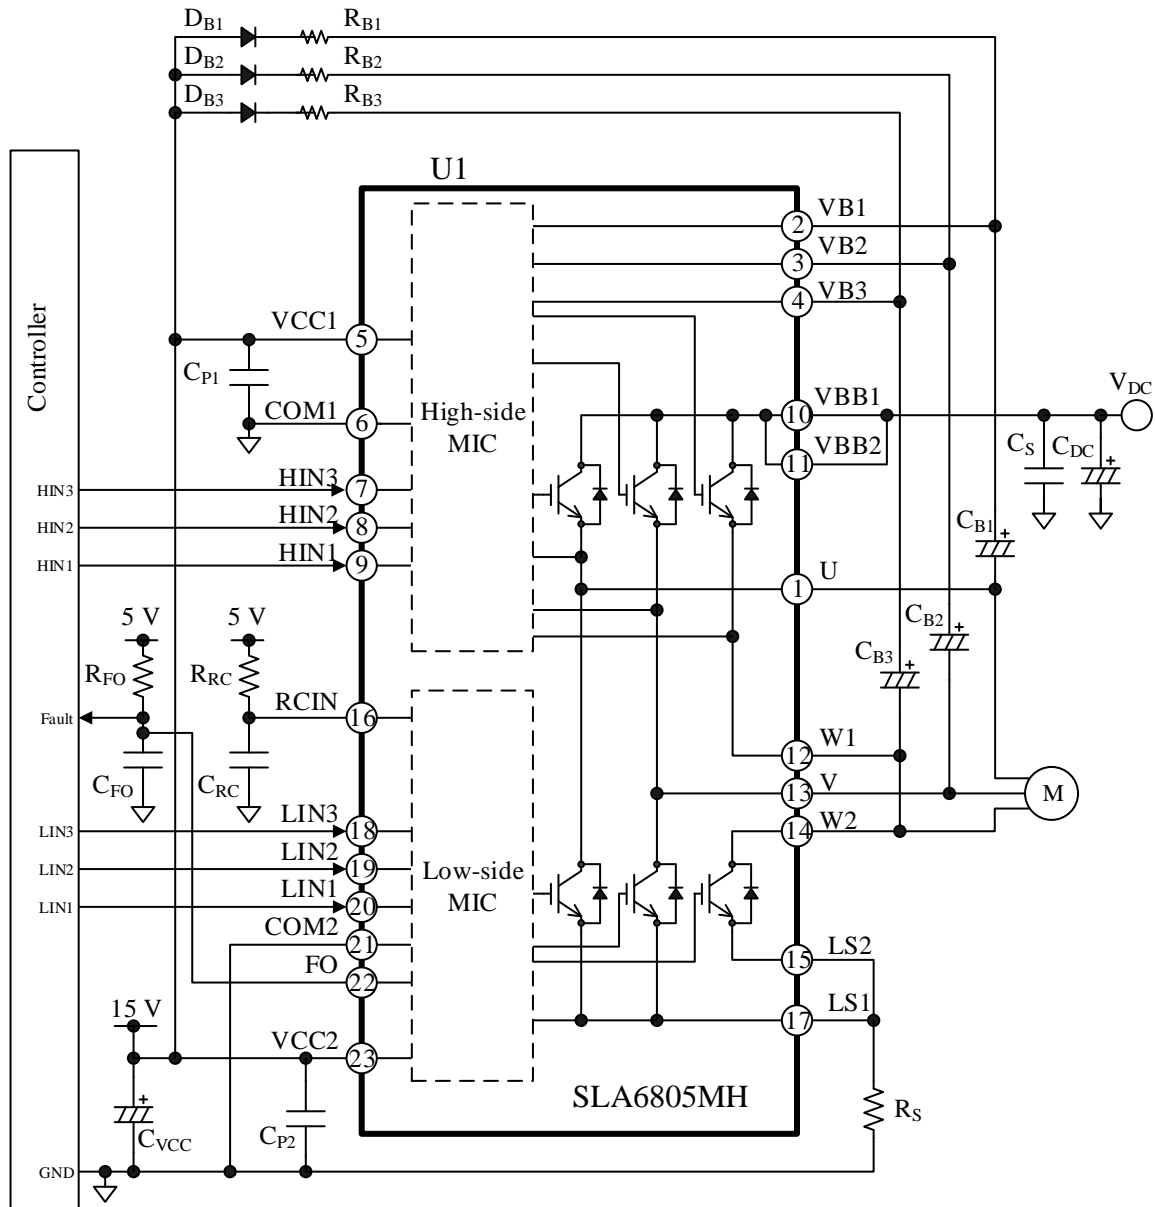 DB1 RB1
DB2 RB2
DB3 RB3
U1
Controller
VB1
2
VB2
3
VB3
4
VCC1
5
CP1
COM1
6
High-side
MIC
VBB1
10
VBB2
11
VDC
CS CDC
HIN3 HIN3 7
HIN2 HIN2 8
HIN1 HIN1 9
CB1
U
1
5 V 5 V
RFO RRC
CB2
CB3
RCIN
16
Fault
CFO CRC
W1
12
V
13
M
W2
14
LIN3 LIN3 18
LIN2 LIN2 19
LIN1 LIN1 20
Low-side
MIC
COM2
21
FO
22
LS2
15
LS1
17
15 V
VCC2
23
SLA6805MH
RS
CVCC CP2
GND